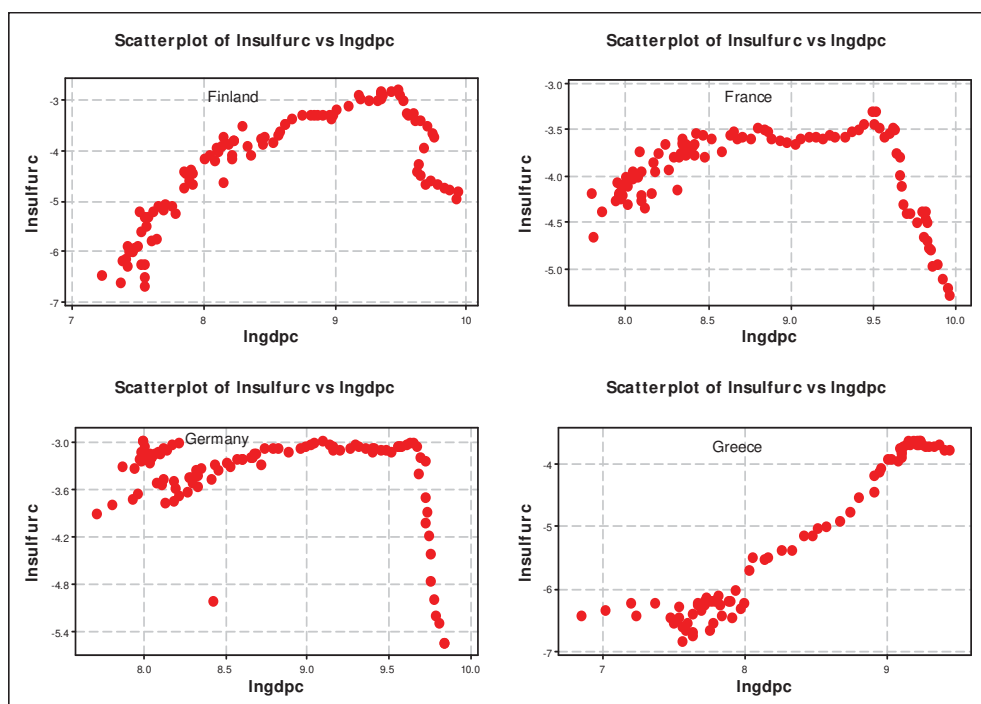 Scatterplot of lnsulfurc vs lngdpc
Finland
-3
-4
-5
-6
-7
7
8
9
10
lnsulfurc
lngdpc
Scatterplot of lnsulfurc vs lngdpc
France
-3.0
-3.5
-4.0
-4.5
-5.0
8.0
8.5
9.0
9.5
10.0
lnsulfurc
lngdpc
Scatterplot of lnsulfurc vs lngdpc
Germany
-3.0
-3.6
-4.2
-4.8
-5.4
8.0
8.5
9.0
9.5
10.0
lnsulfurc
lngdpc
Scatterplot of lnsulfurc vs lngdpc
Greece
-4
-5
-6
-7
7
8
9
lnsulfurc
lngdpc